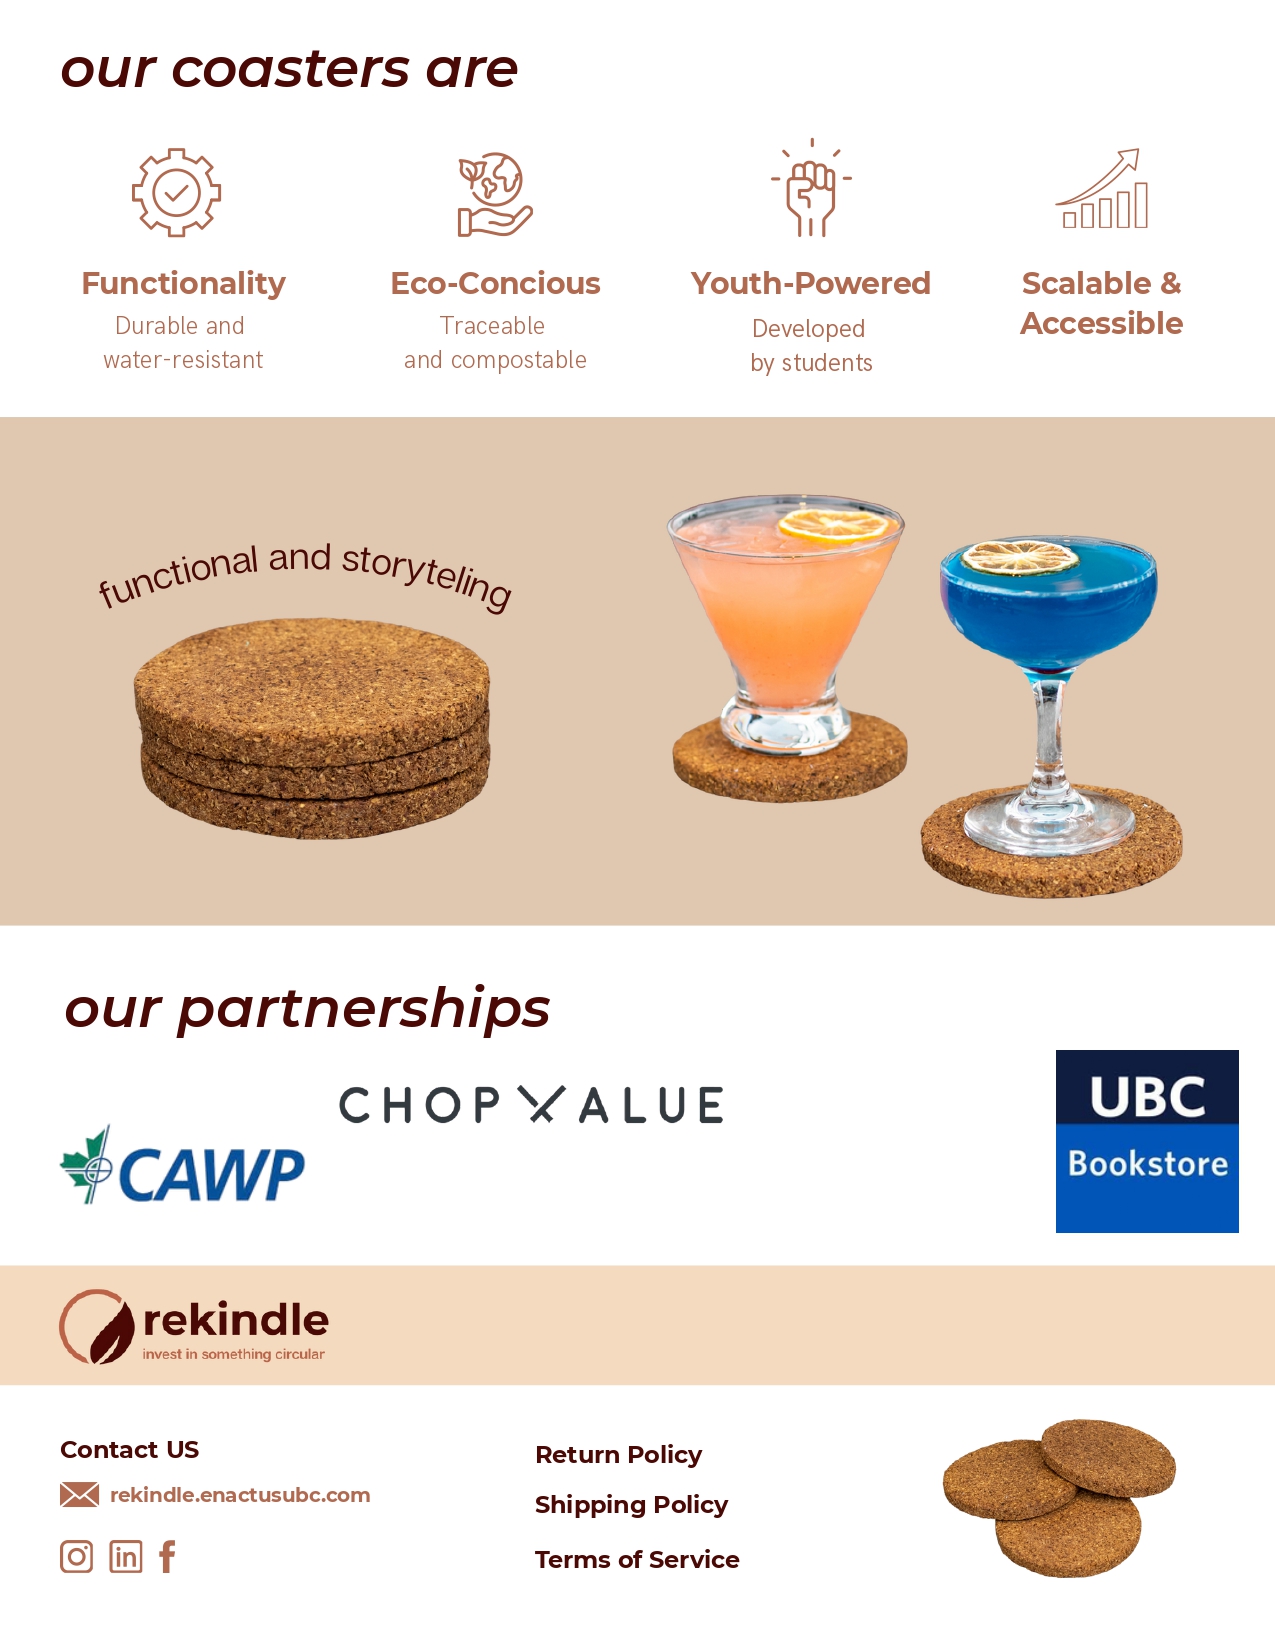 our coasters are
Functionality
Durable and
water-resistant
Eco-Concious
Traceable
and compostable
Youth-Powered
Developed
by students
Scalable &
Accessible
functional and storyteling
our partnerships
CAWP
CHOPVALUE
UBC
Bookstore
rekindle
invest in something circular
Contact US
rekindle.enactusubc.com
in
f
Return Policy
Shipping Policy
Terms of Service